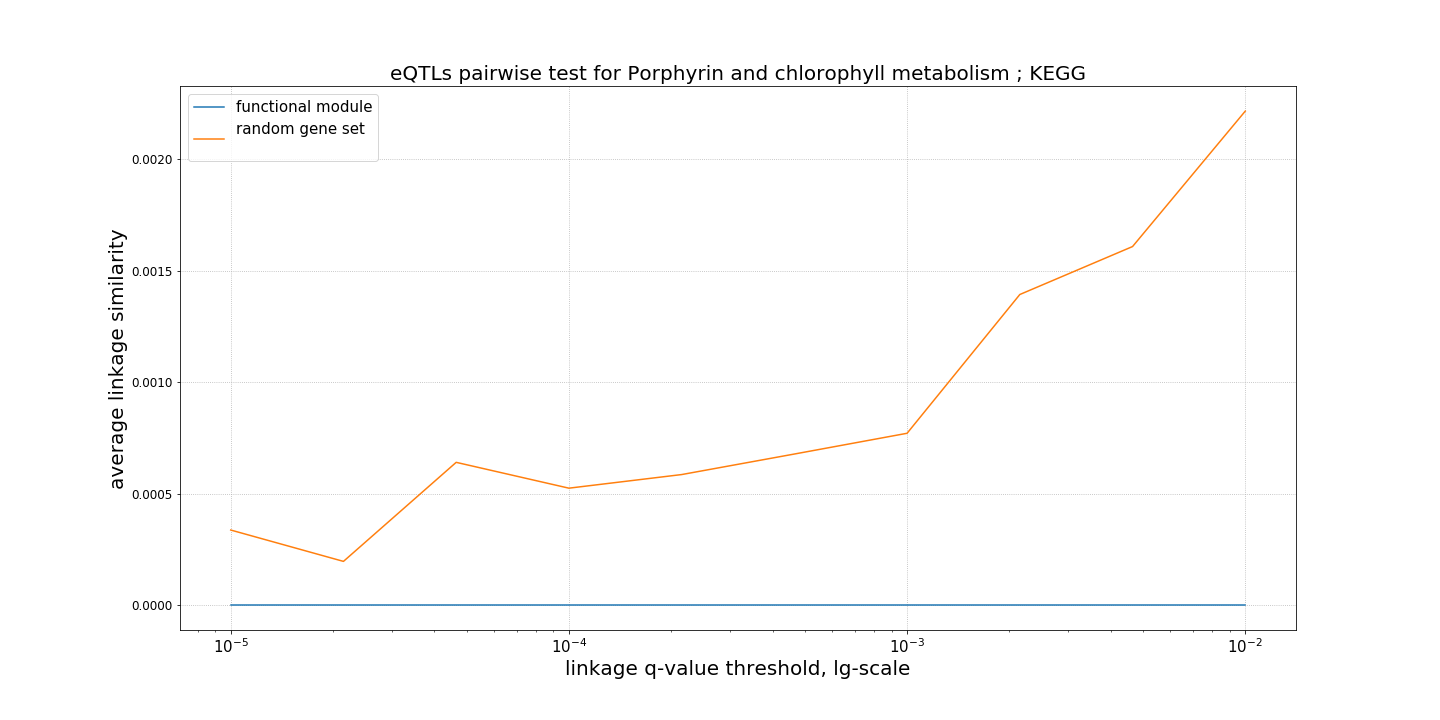 eQTLs pairwise test for Porphyrin and chlorophyll metabolism ; KEGG
functional module
random gene set
0.0020
0.0015
0.0010
0.0005
0.0000
average linkage similarity
10⁻⁵ 10⁻⁴ 10⁻³ 10⁻²
linkage q-value threshold, lg-scale